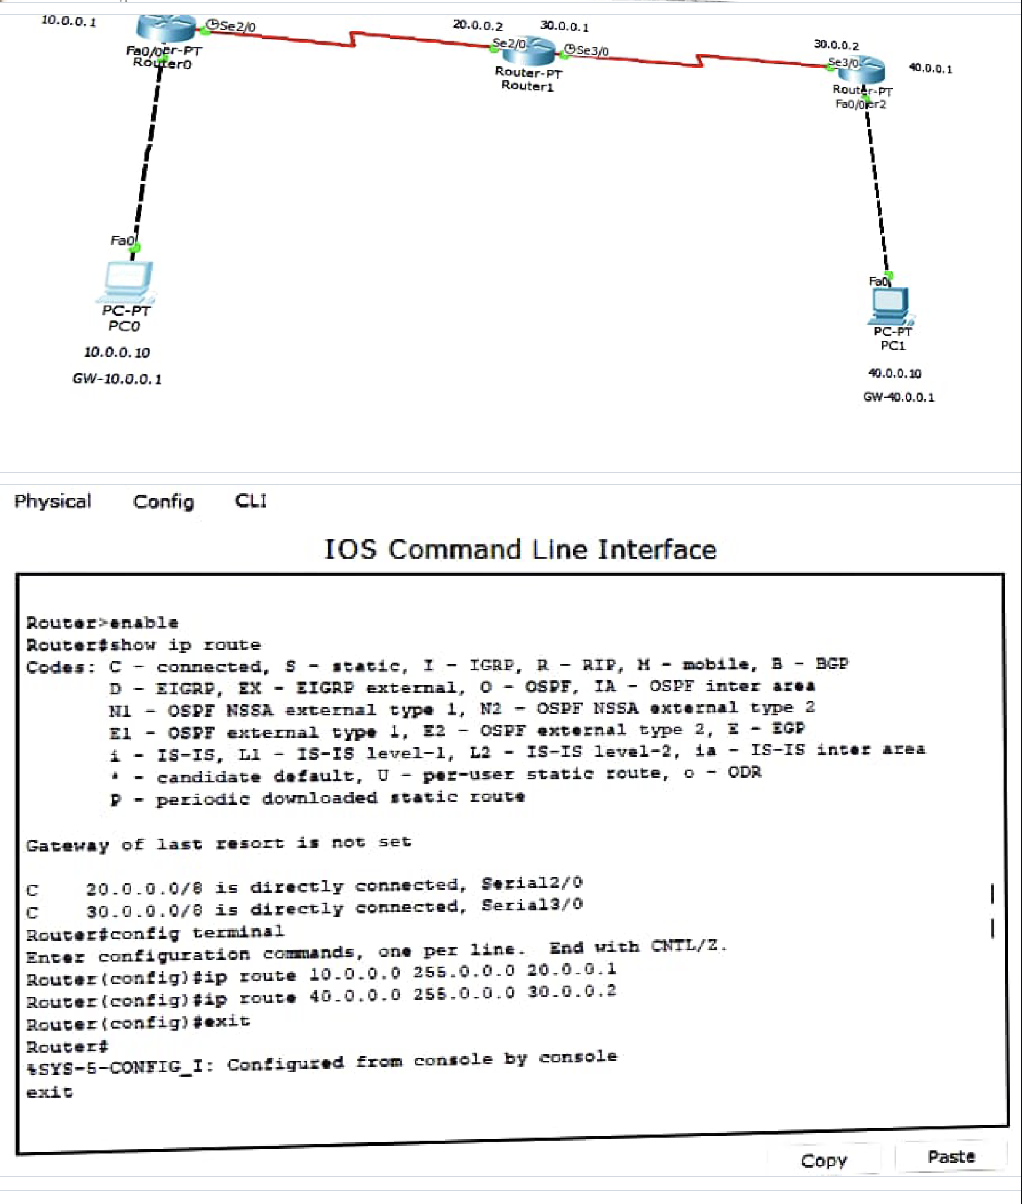 10.0.0.1
Se2/0
20.0.0.2
30.0.0.1
Se2/0
Se3/0
30.0.0.2
Se3/0
40.0.0.1
Fa0/0er-PT
Router0
Router-PT
Router1
Router-PT
Fa0/0er2
Fa0
PC-PT
PC0
10.0.0.10
GW-10.0.0.1
Fa0
PC-PT
PC1
40.0.0.10
GW-40.0.0.1
Physical Config CLI
IOS Command Line Interface
Router>enable
Router#show ip route
Codes: C - connected, S - static, I - IGRP, R - RIP, M - mobile, B - BGP
D - EIGRP, EX - EIGRP external, O - OSPF, IA - OSPF inter area
N1 - OSPF NSSA external type 1, N2 - OSPF NSSA external type 2
E1 - OSPF external type 1, E2 - OSPF external type 2, E - EGP
i - IS-IS, L1 - IS-IS level-1, L2 - IS-IS level-2, ia - IS-IS inter area
* - candidate default, U - per-user static route, o - ODR
P - periodic downloaded static route
Gateway of last resort is not set
C 20.0.0.0/8 is directly connected, Serial2/0
C 30.0.0.0/8 is directly connected, Serial3/0
Router#config terminal
Enter configuration commands, one per line. End with CNTL/Z.
Router(config)#ip route 10.0.0.0 255.0.0.0 20.0.0.1
Router(config)#ip route 40.0.0.0 255.0.0.0 30.0.0.2
Router(config)#exit
Router#
%SYS-5-CONFIG_I: Configured from console by console
exit
Copy Paste